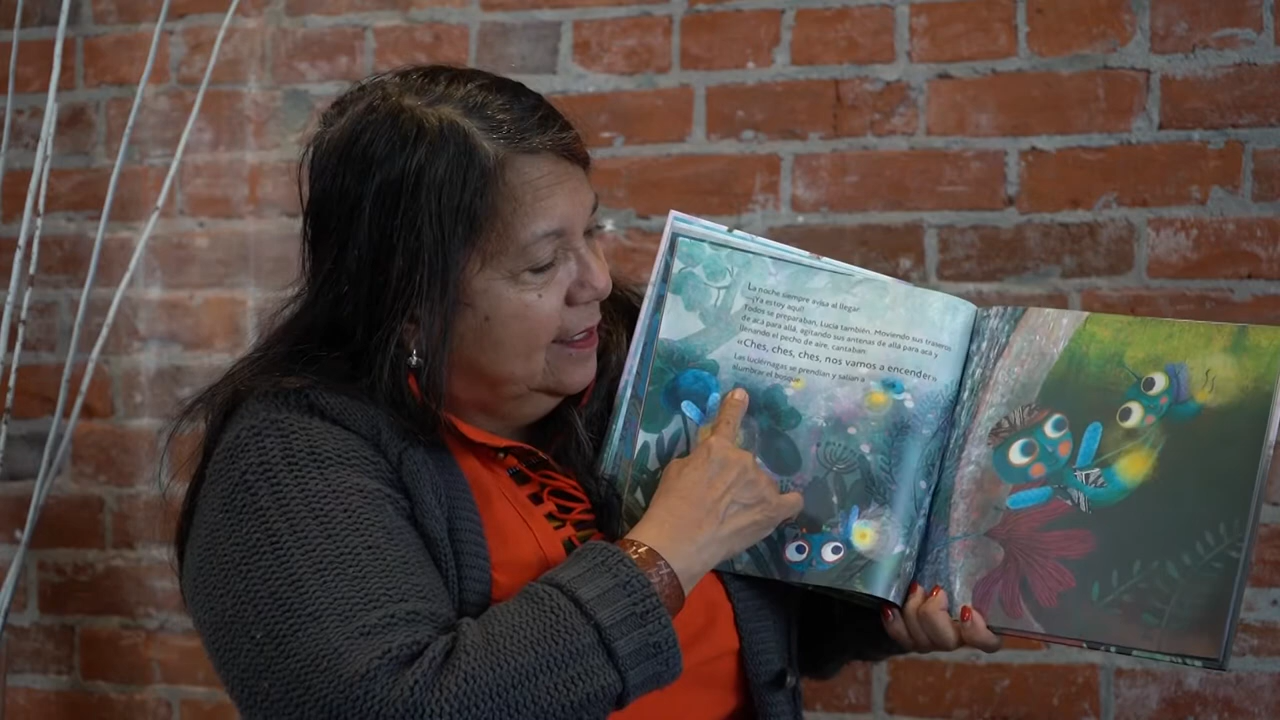 La noche siempre avisa al llegar:
—¡Ya estoy aquí!
Todos se preparaban, Lucía también. Moviendo sus traseros
de acá para allá, agitando sus antenas de allá para acá y
llenando el pecho de aire, cantaban:
«Ches, ches, ches, nos vamos a encender»
Las luciérnagas se prendían y salían a
alumbrar el bosque.